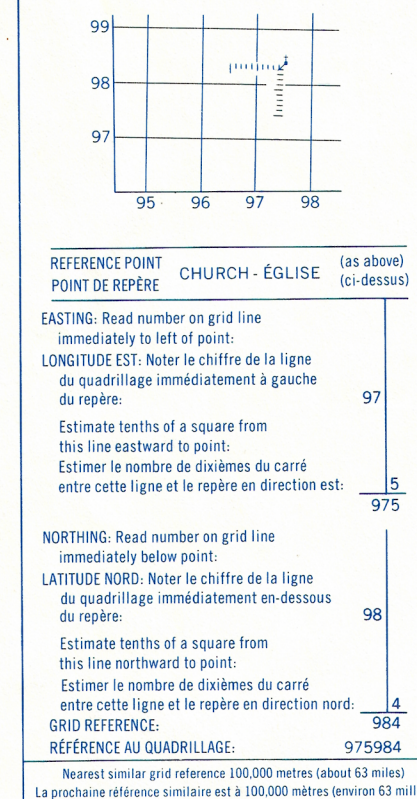 99
98
97
95 96 97 98
REFERENCE POINT
POINT DE REPÈRE
CHURCH - ÉGLISE
(as above)
(ci-dessus)
EASTING: Read number on grid line
immediately to left of point:
LONGITUDE EST: Noter le chiffre de la ligne
du quadrillage immédiatement à gauche
du repère: 97
Estimate tenths of a square from
this line eastward to point:
Estimer le nombre de dixièmes du carré
entre cette ligne et le repère en direction est: 5
975
NORTHING: Read number on grid line
immediately below point:
LATITUDE NORD: Noter le chiffre de la ligne
du quadrillage immédiatement en-dessous
du repère: 98
Estimate tenths of a square from
this line northward to point:
Estimer le nombre de dixièmes du carré
entre cette ligne et le repère en direction nord: 4
GRID REFERENCE: 984
RÉFÉRENCE AU QUADRILLAGE: 975984
Nearest similar grid reference 100,000 metres (about 63 miles)
La prochaine référence similaire est à 100,000 mètres (environ 63 mill